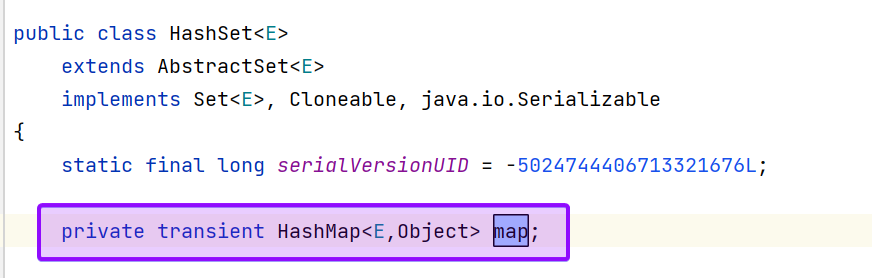 public class HashSet<E>
extends AbstractSet<E>
implements Set<E>, Cloneable, java.io.Serializable
{
static final long serialVersionUID = -5024744406713321676L;
private transient HashMap<E,Object> map;